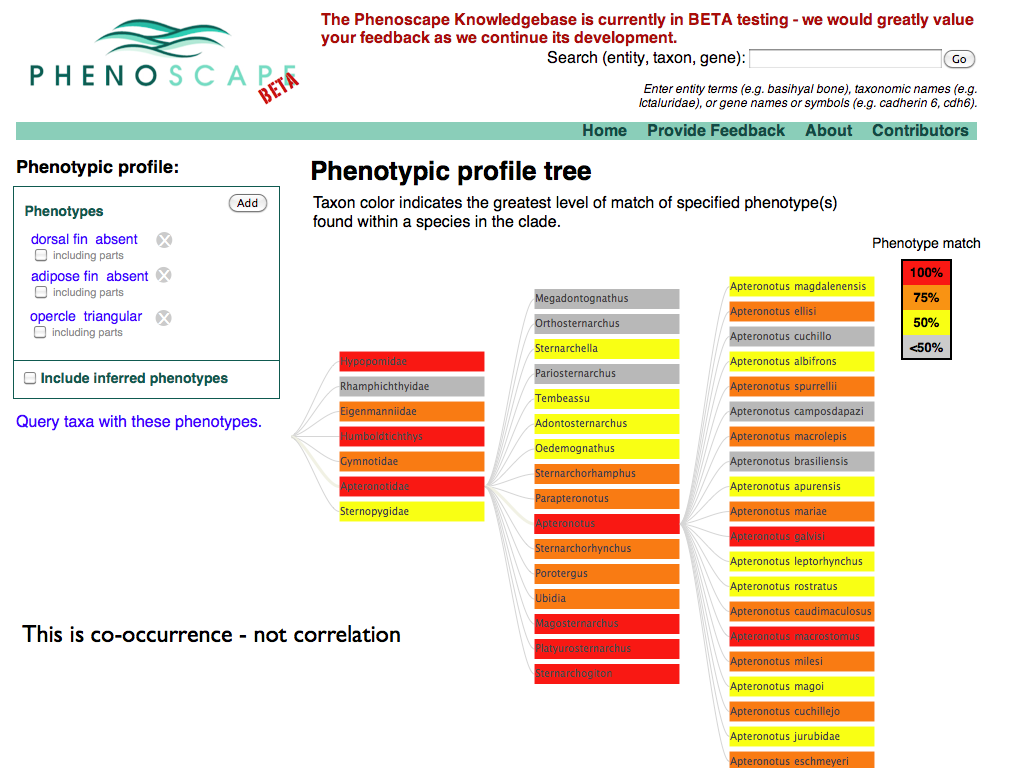 PHENOSCAPE
BETA
The Phenoscape Knowledgebase is currently in BETA testing - we would greatly value
your feedback as we continue its development.
Search (entity, taxon, gene):
Go
Enter entity terms (e.g. basihyal bone), taxonomic names (e.g.
Ictaluridae), or gene names or symbols (e.g. cadherin 6, cdh6).
Home Provide Feedback About Contributors
Phenotypic profile:
Phenotypes
Add
dorsal fin absent
including parts
adipose fin absent
including parts
opercle triangular
including parts
Include inferred phenotypes
Query taxa with these phenotypes.
Phenotypic profile tree
Taxon color indicates the greatest level of match of specified phenotype(s)
found within a species in the clade.
Phenotype match
100%
75%
50%
<50%
Hypopomidae
Rhamphichthyidae
Eigenmanniidae
Humboldtichthys
Gymnotidae
Apteronotidae
Sternopygidae
Megadontognathus
Orthosternarchus
Sternarchella
Pariosternarchus
Tembeassu
Adontosternarchus
Oedemognathus
Sternarchorhamphus
Parapteronotus
Apteronotus
Sternarchorhynchus
Porotergus
Ubidia
Magosternarchus
Platyurosternarchus
Sternarchogiton
Apteronotus magdalenensis
Apteronotus ellisi
Apteronotus cuchillo
Apteronotus albifrons
Apteronotus spurrellii
Apteronotus camposdapazi
Apteronotus macrolepis
Apteronotus brasiliensis
Apteronotus apurensis
Apteronotus mariae
Apteronotus galvisi
Apteronotus leptorhynchus
Apteronotus rostratus
Apteronotus caudimaculosus
Apteronotus macrostomus
Apteronotus milesi
Apteronotus magoi
Apteronotus cuchillejo
Apteronotus jurubidae
Apteronotus eschmeyeri
This is co-occurrence - not correlation